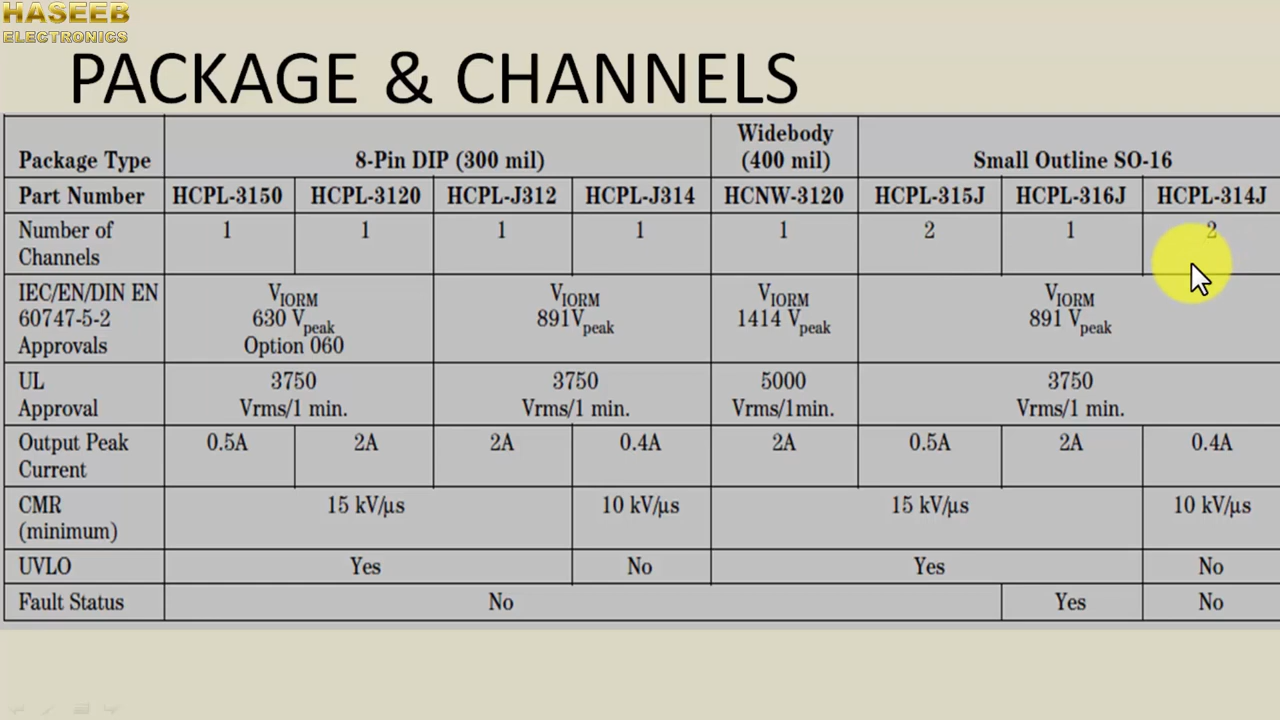 HASEEB
ELECTRONICS
PACKAGE & CHANNELS
Package Type 8-Pin DIP (300 mil) Widebody (400 mil) Small Outline SO-16
Part Number HCPL-3150 HCPL-3120 HCPL-J312 HCPL-J314 HCNW-3120 HCPL-315J HCPL-316J HCPL-314J
Number of Channels 1 1 1 1 1 2 1 2
IEC/EN/DIN EN 60747-5-2 Approvals VIORM 630 Vpeak Option 060 VIORM 891Vpeak VIORM 1414 Vpeak VIORM 891 Vpeak
UL Approval 3750 Vrms/1 min. 3750 Vrms/1 min. 5000 Vrms/1min. 3750 Vrms/1 min.
Output Peak Current 0.5A 2A 2A 0.4A 2A 0.5A 2A 0.4A
CMR (minimum) 15 kV/µs 10 kV/µs 15 kV/µs 10 kV/µs
UVLO Yes No Yes No
Fault Status No Yes No